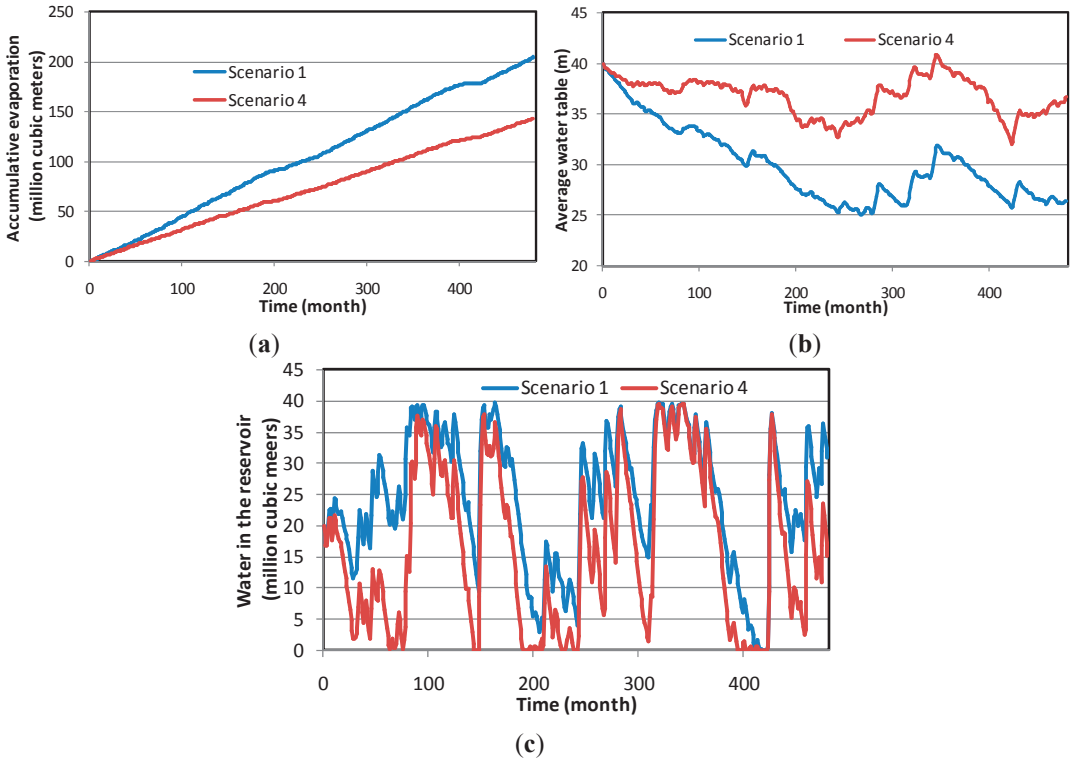 Accumulative evaporation
(million cubic meters)
250
200
150
100
50
0
Scenario 1
Scenario 4
0 100 200 300 400
Time (month)
(a)
Average water table (m)
45
40
35
30
25
20
Scenario 1 Scenario 4
0 100 200 300 400
Time (month)
(b)
Water in the reservoir
(million cubic meers)
45
40
35
30
25
20
15
10
5
0
Scenario 1 Scenario 4
0 100 200 300 400
Time (month)
(c)